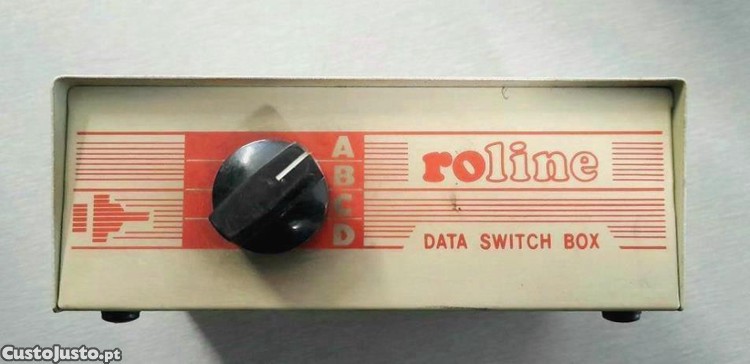 A
B
C
D
roline
DATA SWITCH BOX
CustoJusto.pt